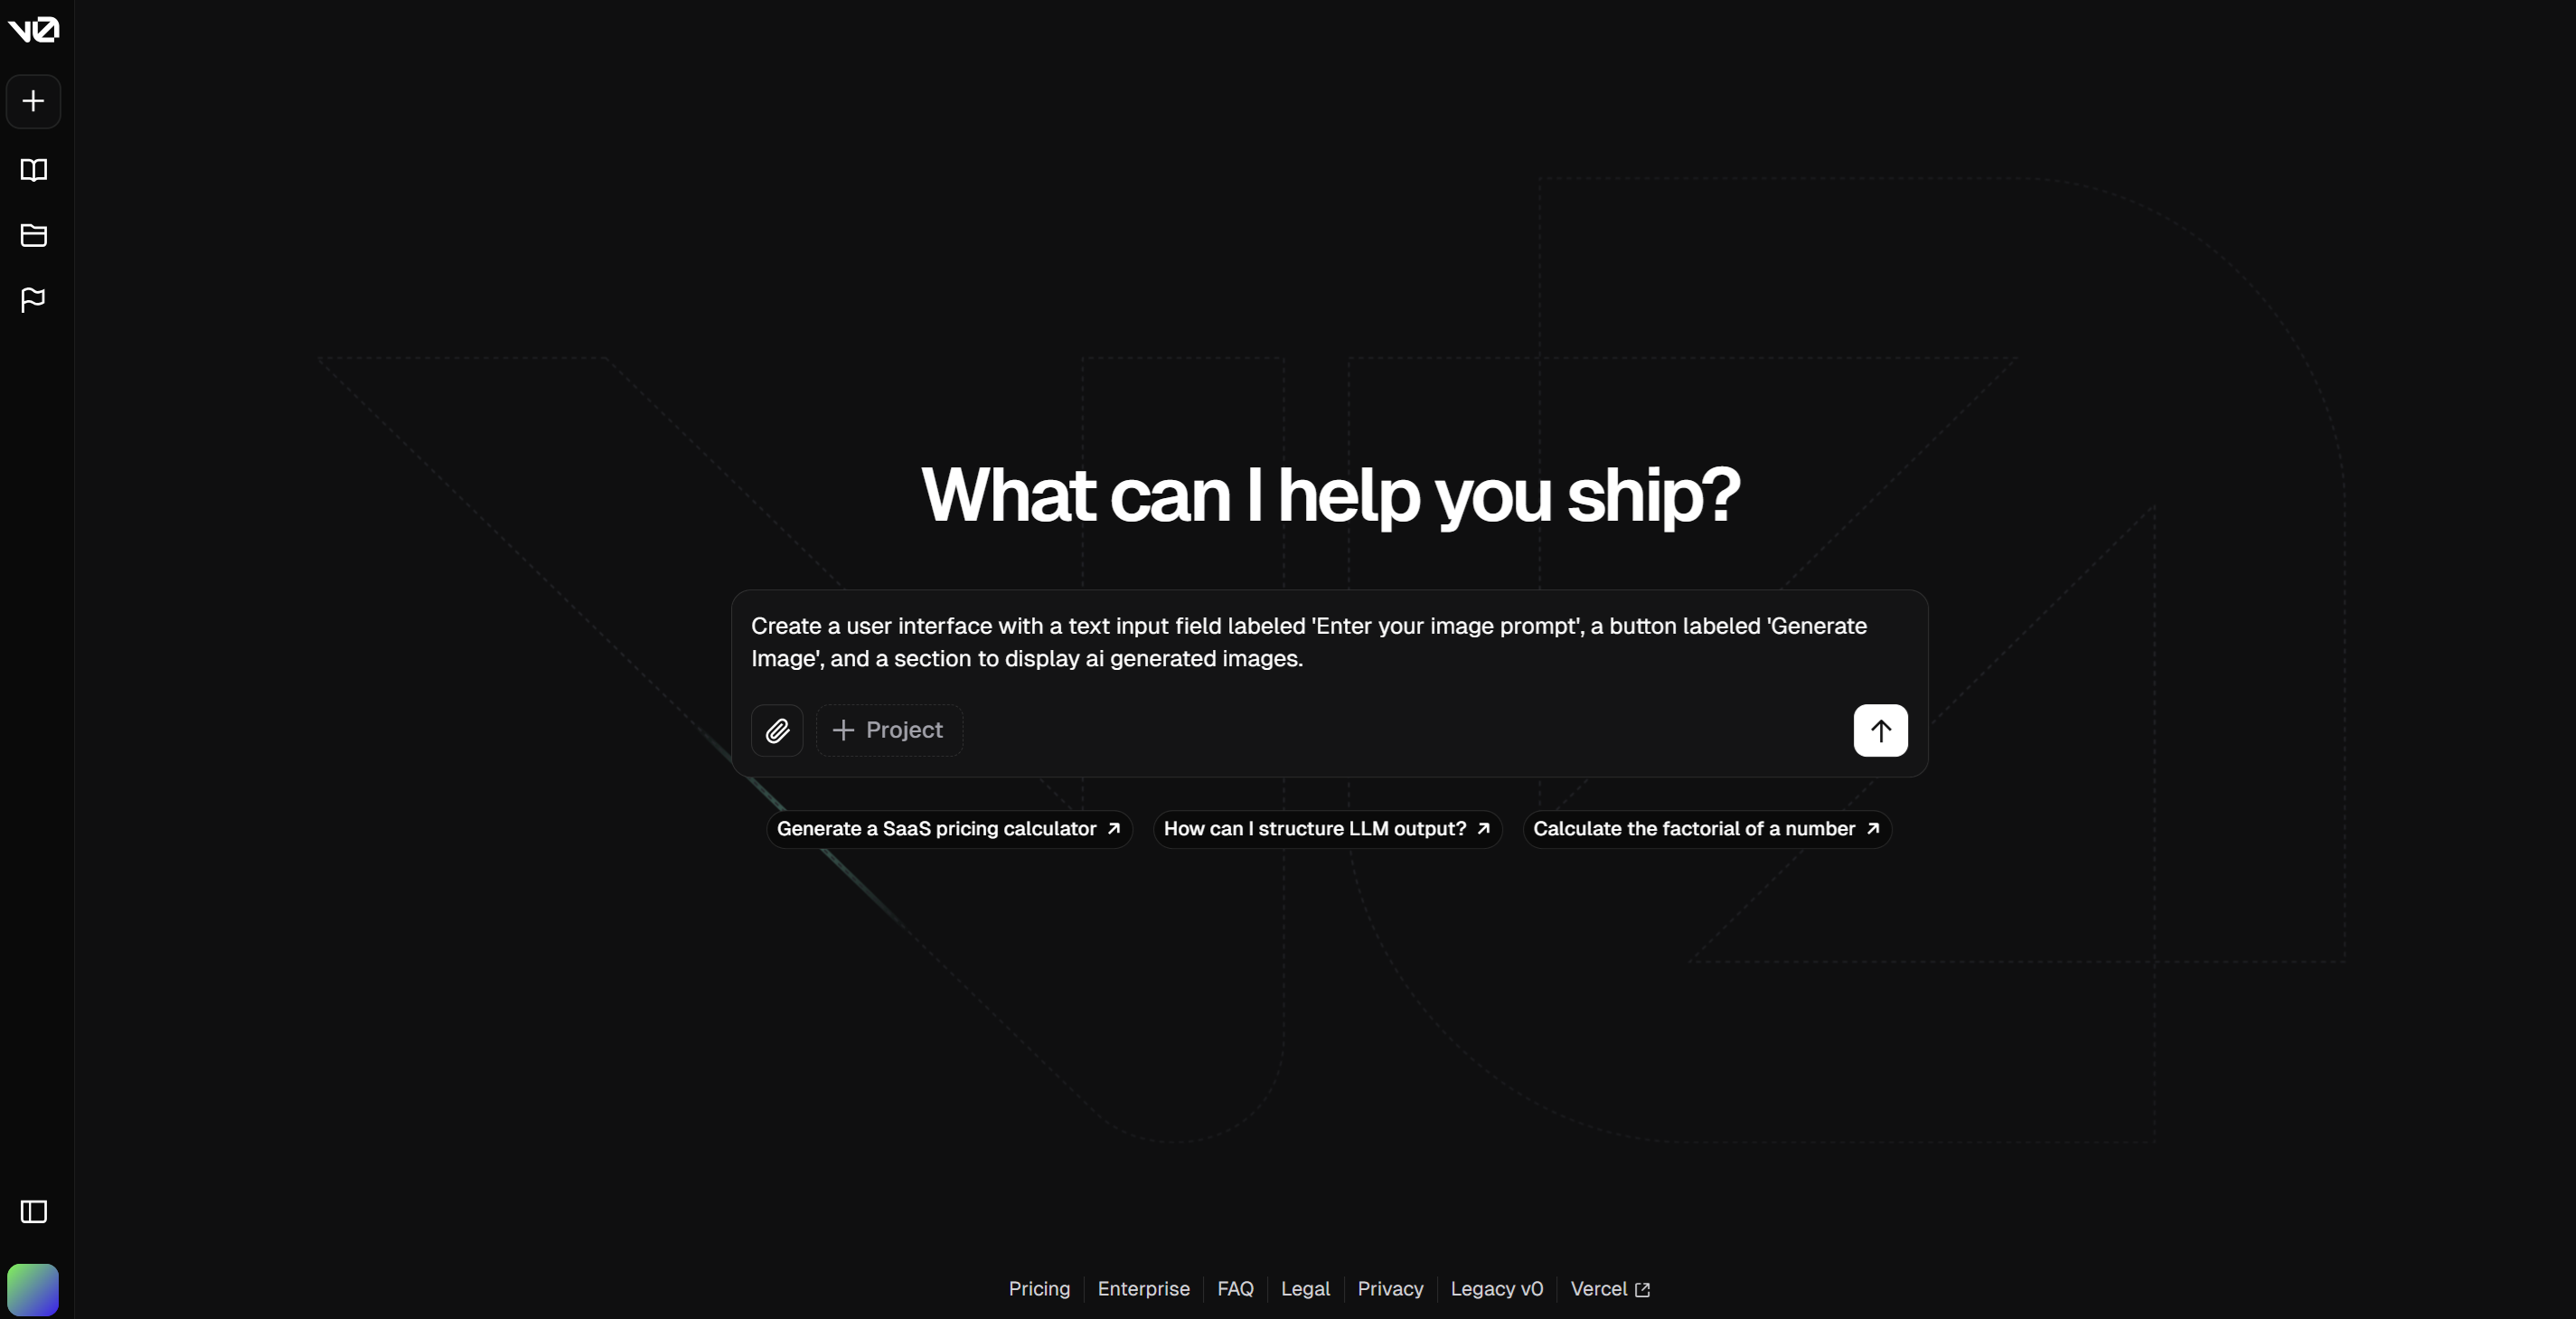 v0
What can I help you ship?
Create a user interface with a text input field labeled 'Enter your image prompt', a button labeled 'Generate
Image', and a section to display ai generated images.
Project
Generate a SaaS pricing calculator
How can I structure LLM output?
Calculate the factorial of a number
Pricing
Enterprise
FAQ
Legal
Privacy
Legacy v0
Vercel